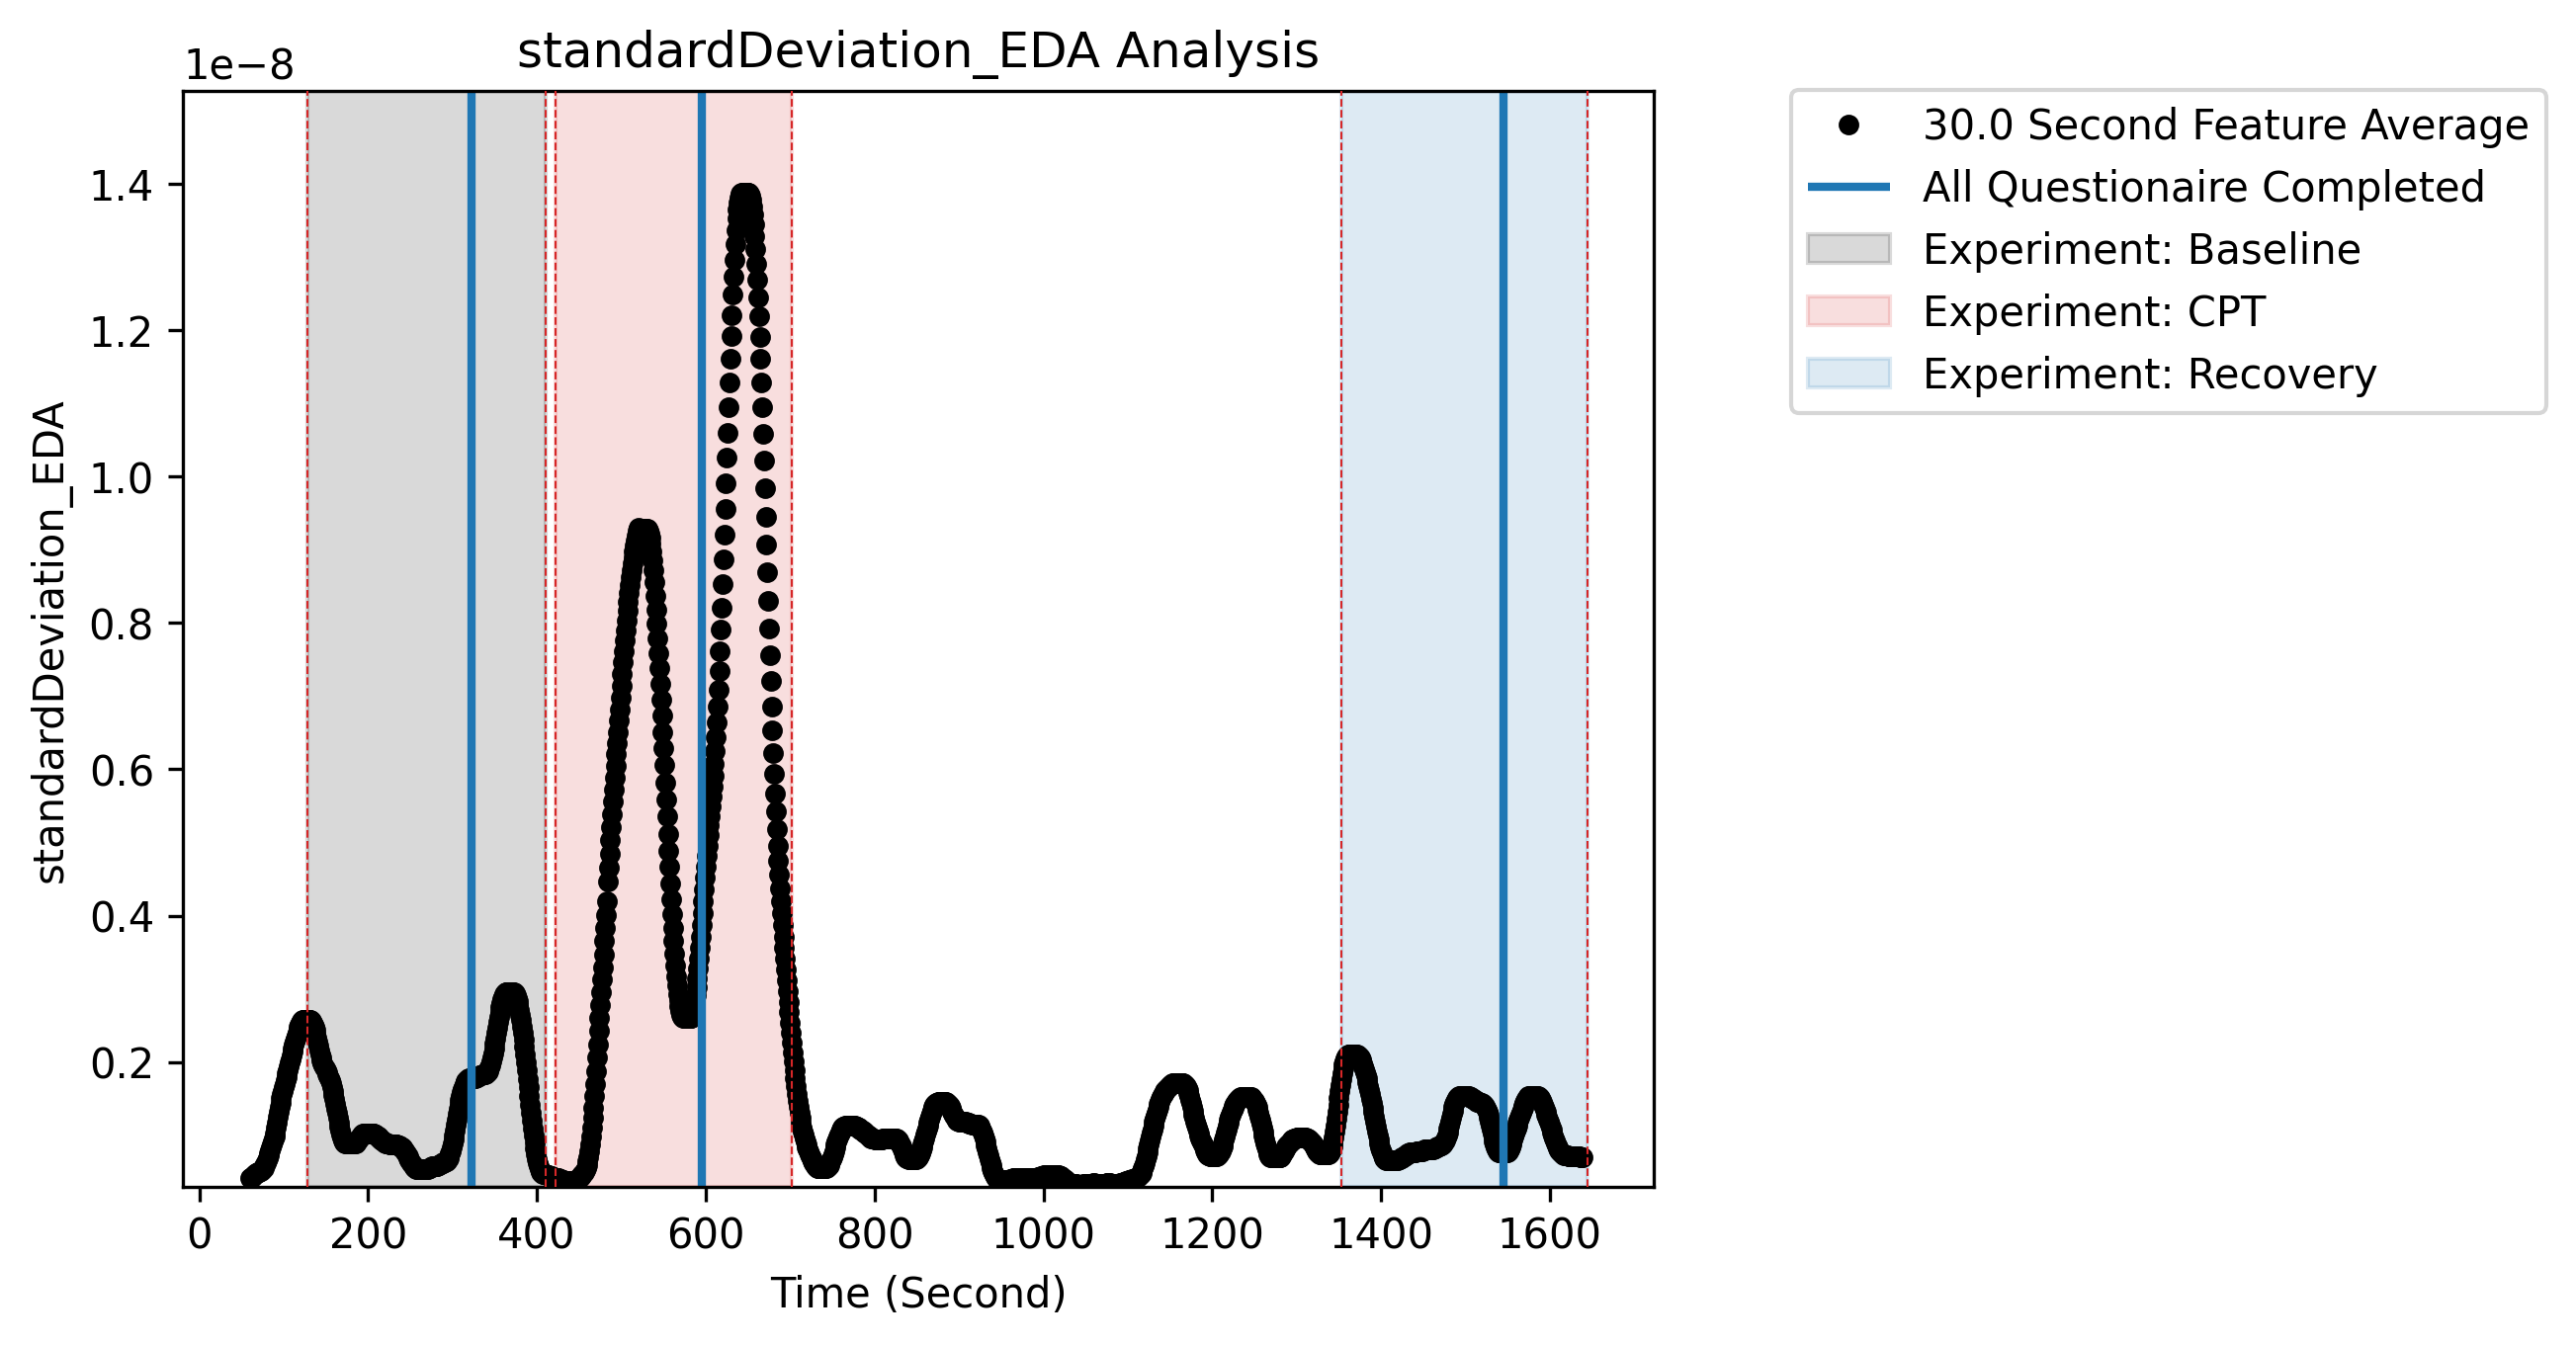 standardDeviation_EDA Analysis
1e−8
1.4
1.2
1.0
0.8
0.6
0.4
0.2
standardDeviation_EDA
0 200 400 600 800 1000 1200 1400 1600
Time (Second)
30.0 Second Feature Average
All Questionaire Completed
Experiment: Baseline
Experiment: CPT
Experiment: Recovery